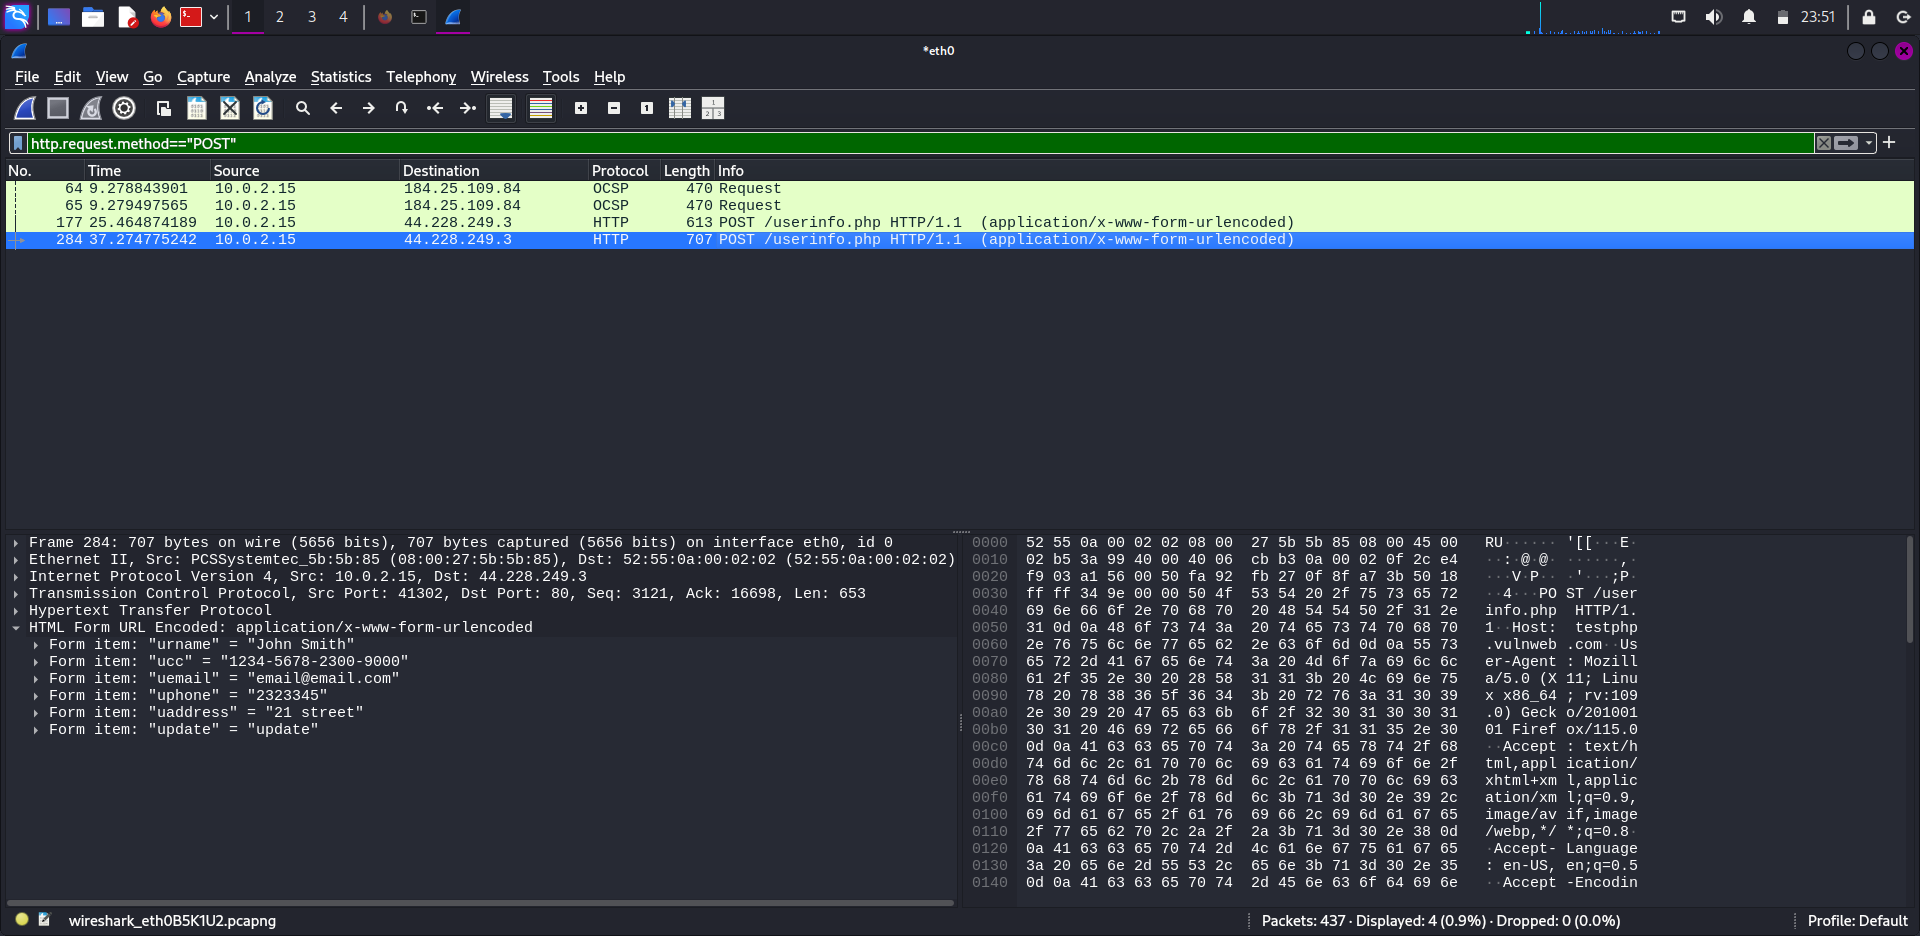 1 2 3 4 23:51
*eth0
File Edit View Go Capture Analyze Statistics Telephony Wireless Tools Help
http.request.method=="POST"
No. Time Source Destination Protocol Length Info
64 9.278843901 10.0.2.15 184.25.109.84 OCSP 470 Request
65 9.279497565 10.0.2.15 184.25.109.84 OCSP 470 Request
177 25.464874189 10.0.2.15 44.228.249.3 HTTP 613 POST /userinfo.php HTTP/1.1  (application/x-www-form-urlencoded)
284 37.274775242 10.0.2.15 44.228.249.3 HTTP 707 POST /userinfo.php HTTP/1.1  (application/x-www-form-urlencoded)
Frame 284: 707 bytes on wire (5656 bits), 707 bytes captured (5656 bits) on interface eth0, id 0
Ethernet II, Src: PCSSystemtec_5b:5b:85 (08:00:27:5b:5b:85), Dst: 52:55:0a:00:02:02 (52:55:0a:00:02:02)
Internet Protocol Version 4, Src: 10.0.2.15, Dst: 44.228.249.3
Transmission Control Protocol, Src Port: 41302, Dst Port: 80, Seq: 3121, Ack: 16698, Len: 653
Hypertext Transfer Protocol
HTML Form URL Encoded: application/x-www-form-urlencoded
Form item: "urname" = "John Smith"
Form item: "ucc" = "1234-5678-2300-9000"
Form item: "uemail" = "email@email.com"
Form item: "uphone" = "2323345"
Form item: "uaddress" = "21 street"
Form item: "update" = "update"
0000 52 55 0a 00 02 02 08 00 27 5b 5b 85 08 00 45 00 RU······ '[[···E·
0010 02 b5 3a 99 40 00 40 06 cb b3 0a 00 02 0f 2c e4 ··:·@·@· ······,·
0020 f9 03 a1 56 00 50 fa 92 fb 27 0f 8f a7 3b 50 18 ···V·P·· ·'···;P·
0030 ff ff 34 9e 00 00 50 4f 53 54 20 2f 75 73 65 72 ··4···PO ST /user
0040 69 6e 66 6f 2e 70 68 70 20 48 54 54 50 2f 31 2e info.php HTTP/1.
0050 31 0d 0a 48 6f 73 74 3a 20 74 65 73 74 70 68 70 1··Host: testphp
0060 2e 76 75 6c 6e 77 65 62 2e 63 6f 6d 0d 0a 55 73 .vulnweb .com··Us
0070 65 72 2d 41 67 65 6e 74 3a 20 4d 6f 7a 69 6c 6c er-Agent : Mozill
0080 61 2f 35 2e 30 20 28 58 31 31 3b 20 4c 69 6e 75 a/5.0 (X 11; Linu
0090 78 20 78 38 36 5f 36 34 3b 20 72 76 3a 31 30 39 x x86_64 ; rv:109
00a0 2e 30 29 20 47 65 63 6b 6f 2f 32 30 31 30 30 31 .0) Geck o/201001
00b0 30 31 20 46 69 72 65 66 6f 78 2f 31 31 35 2e 30 01 Firef ox/115.0
00c0 0d 0a 41 63 63 65 70 74 3a 20 74 65 78 74 2f 68 ··Accept : text/h
00d0 74 6d 6c 2c 61 70 70 6c 69 63 61 74 69 6f 6e 2f tml,appl ication/
00e0 78 68 74 6d 6c 2b 78 6d 6c 2c 61 70 70 6c 69 63 xhtml+xm l,applic
00f0 61 74 69 6f 6e 2f 78 6d 6c 3b 71 3d 30 2e 39 2c ation/xm l;q=0.9,
0100 69 6d 61 67 65 2f 61 76 69 66 2c 69 6d 61 67 65 image/av if,image
0110 2f 77 65 62 70 2c 2a 2f 2a 3b 71 3d 30 2e 38 0d /webp,*/ *;q=0.8·
0120 0a 41 63 63 65 70 74 2d 4c 61 6e 67 75 61 67 65 ·Accept- Language
0130 3a 20 65 6e 2d 55 53 2c 65 6e 3b 71 3d 30 2e 35 : en-US, en;q=0.5
0140 0d 0a 41 63 63 65 70 74 2d 45 6e 63 6f 64 69 6e ··Accept -Encodin
wireshark_eth0B5K1U2.pcapng Packets: 437 · Displayed: 4 (0.9%) · Dropped: 0 (0.0%) Profile: Default